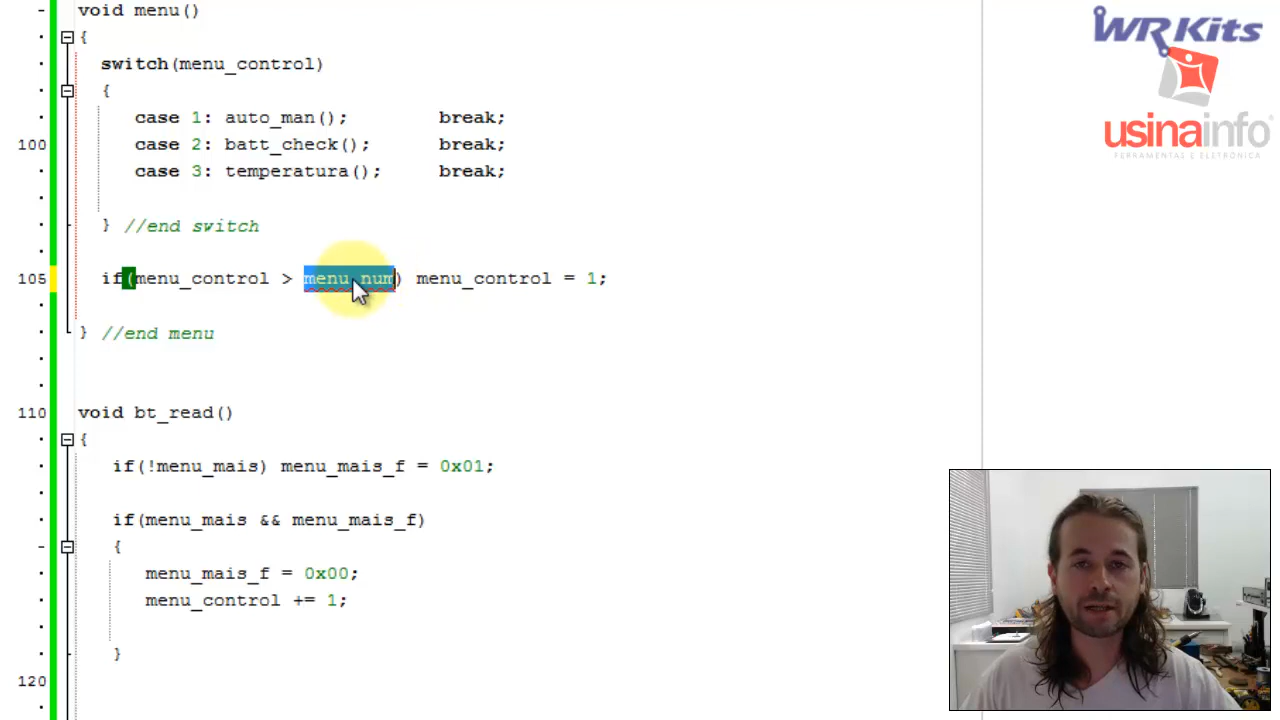 void menu()
{
switch(menu_control)
{
case 1: auto_man(); break;
100 case 2: batt_check(); break;
case 3: temperatura(); break;
} //end switch
105 if(menu_control > menu_num) menu_control = 1;
} //end menu
110 void bt_read()
{
if(!menu_mais) menu_mais_f = 0x01;
if(menu_mais && menu_mais_f)
{
menu_mais_f = 0x00;
menu_control += 1;
}
120
WR Kits
usinainfo
FERRAMENTAS E ELETRÔNICA